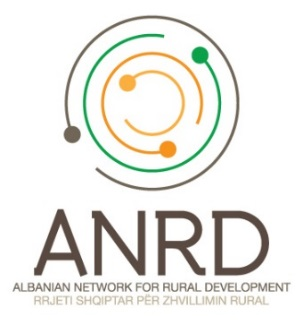 ANRD
ALBANIAN NETWORK FOR RURAL DEVELOPMENT
RRJETI SHQIPTAR PËR ZHVILLIMIN RURAL